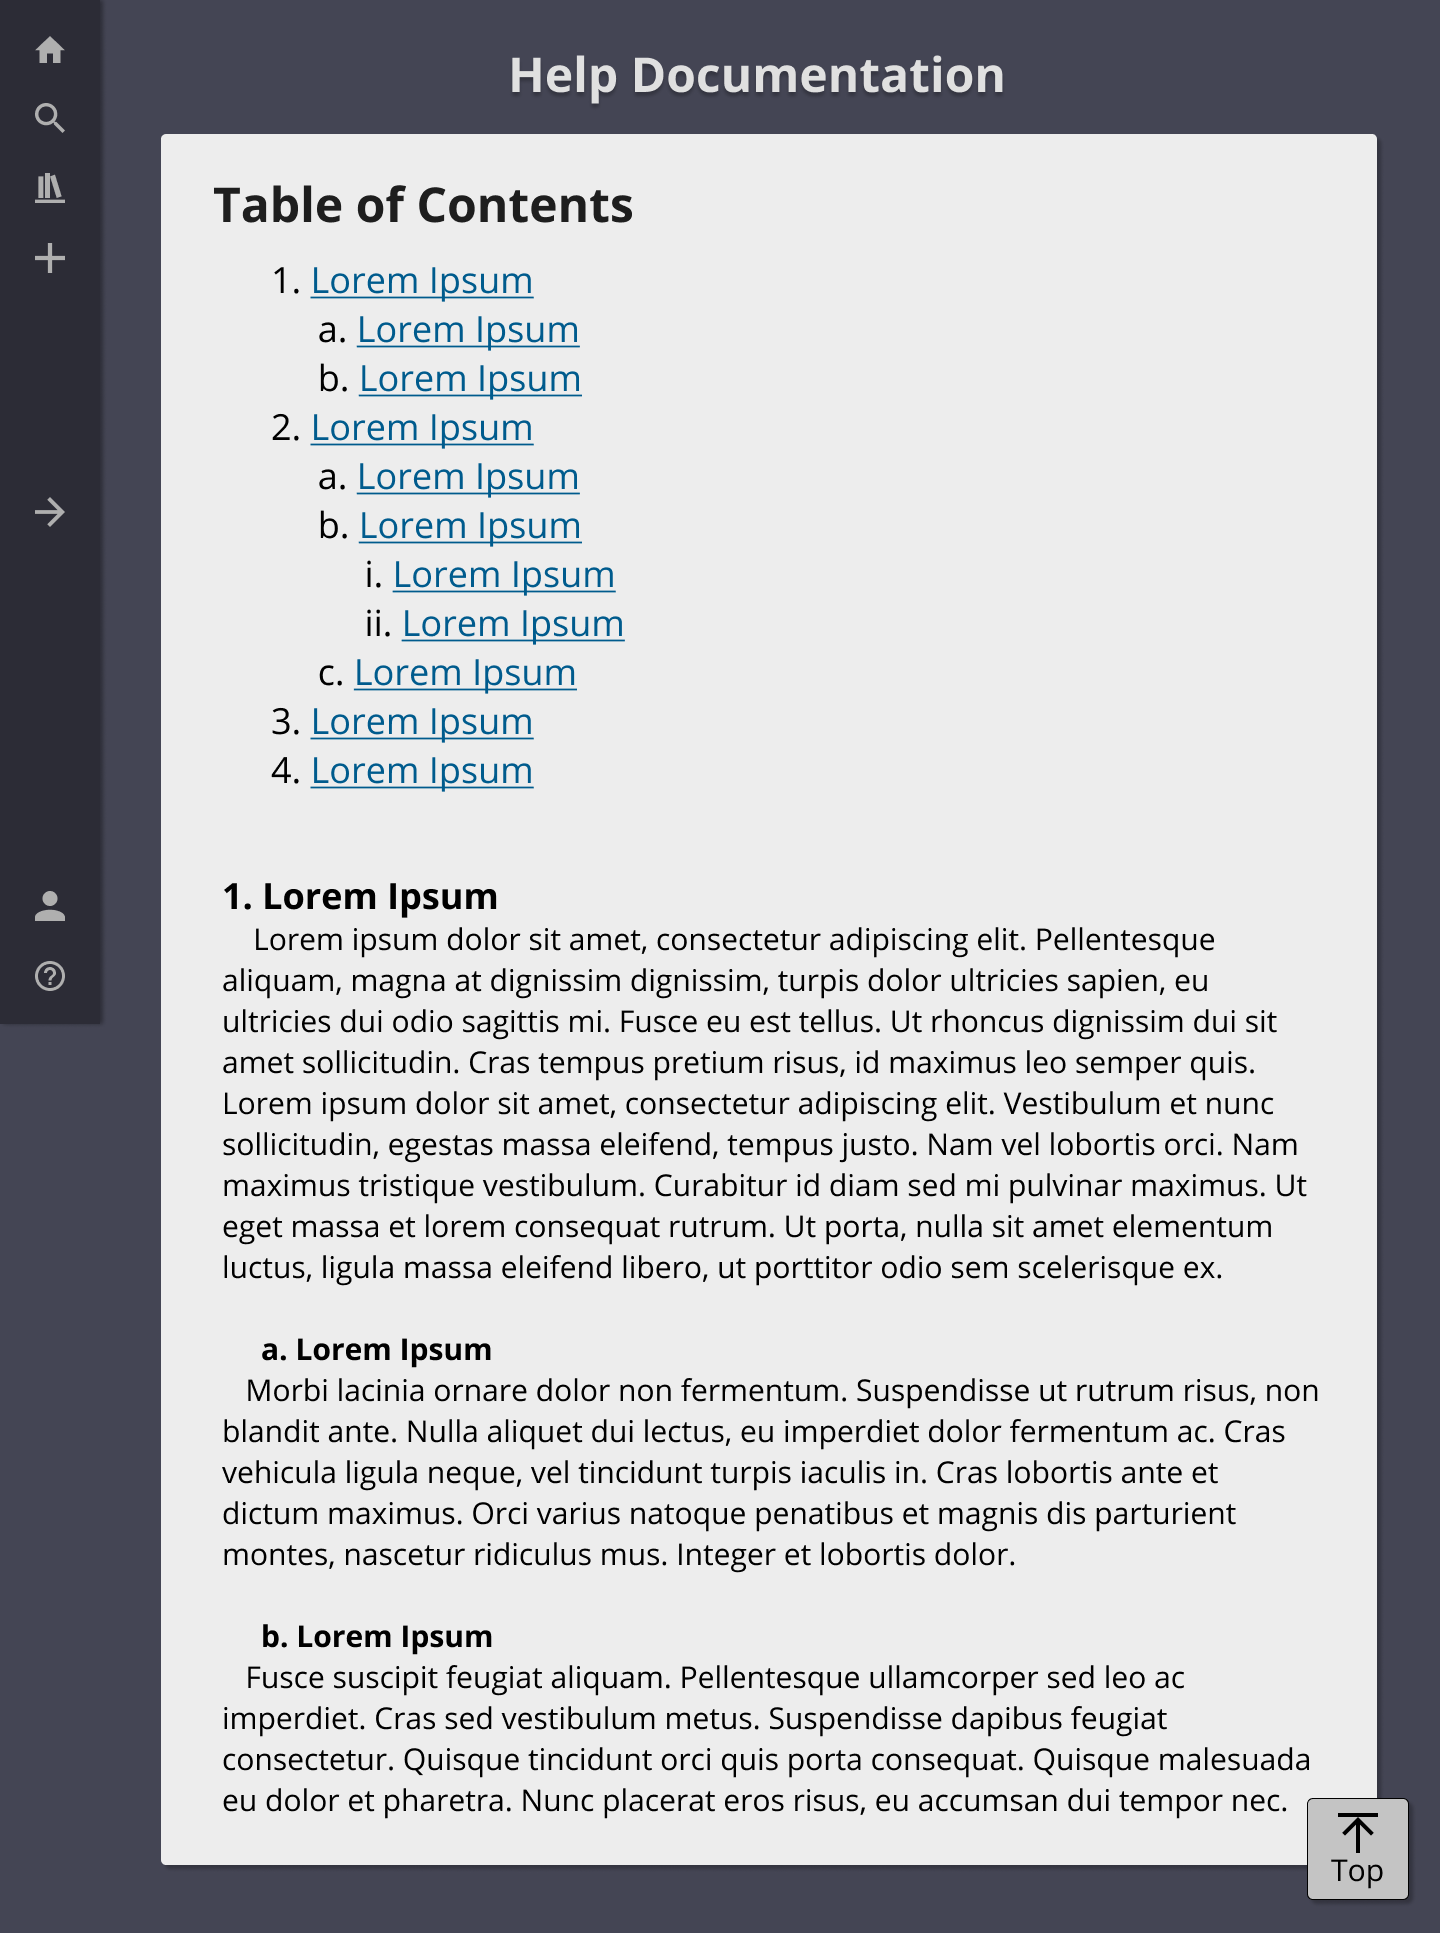 Help Documentation
Table of Contents
1. Lorem Ipsum
a. Lorem Ipsum
b. Lorem Ipsum
2. Lorem Ipsum
a. Lorem Ipsum
b. Lorem Ipsum
i. Lorem Ipsum
ii. Lorem Ipsum
c. Lorem Ipsum
3. Lorem Ipsum
4. Lorem Ipsum
1. Lorem Ipsum
Lorem ipsum dolor sit amet, consectetur adipiscing elit. Pellentesque
aliquam, magna at dignissim dignissim, turpis dolor ultricies sapien, eu
ultricies dui odio sagittis mi. Fusce eu est tellus. Ut rhoncus dignissim dui sit
amet sollicitudin. Cras tempus pretium risus, id maximus leo semper quis.
Lorem ipsum dolor sit amet, consectetur adipiscing elit. Vestibulum et nunc
sollicitudin, egestas massa eleifend, tempus justo. Nam vel lobortis orci. Nam
maximus tristique vestibulum. Curabitur id diam sed mi pulvinar maximus. Ut
eget massa et lorem consequat rutrum. Ut porta, nulla sit amet elementum
luctus, ligula massa eleifend libero, ut porttitor odio sem scelerisque ex.
a. Lorem Ipsum
Morbi lacinia ornare dolor non fermentum. Suspendisse ut rutrum risus, non
blandit ante. Nulla aliquet dui lectus, eu imperdiet dolor fermentum ac. Cras
vehicula ligula neque, vel tincidunt turpis iaculis in. Cras lobortis ante et
dictum maximus. Orci varius natoque penatibus et magnis dis parturient
montes, nascetur ridiculus mus. Integer et lobortis dolor.
b. Lorem Ipsum
Fusce suscipit feugiat aliquam. Pellentesque ullamcorper sed leo ac
imperdiet. Cras sed vestibulum metus. Suspendisse dapibus feugiat
consectetur. Quisque tincidunt orci quis porta consequat. Quisque malesuada
eu dolor et pharetra. Nunc placerat eros risus, eu accumsan dui tempor nec.
Top